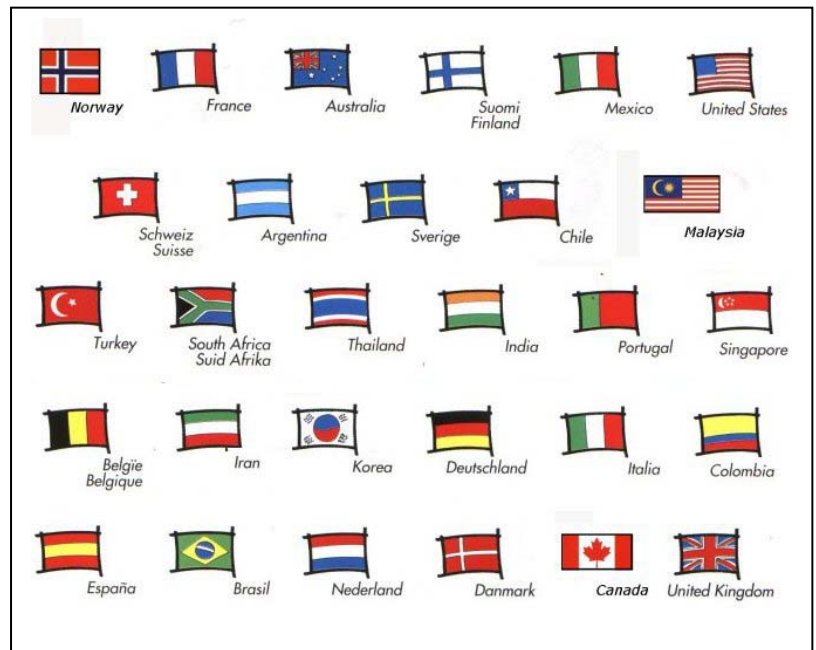 Norway
France
Australia
Suomi
Finland
Mexico
United States
Schweiz
Suisse
Argentina
Sverige
Chile
Malaysia
Turkey
South Africa
Suid Afrika
Thailand
India
Portugal
Singapore
Belgïe
Belgique
Iran
Korea
Deutschland
Italia
Colombia
España
Brasil
Nederland
Danmark
Canada
United Kingdom